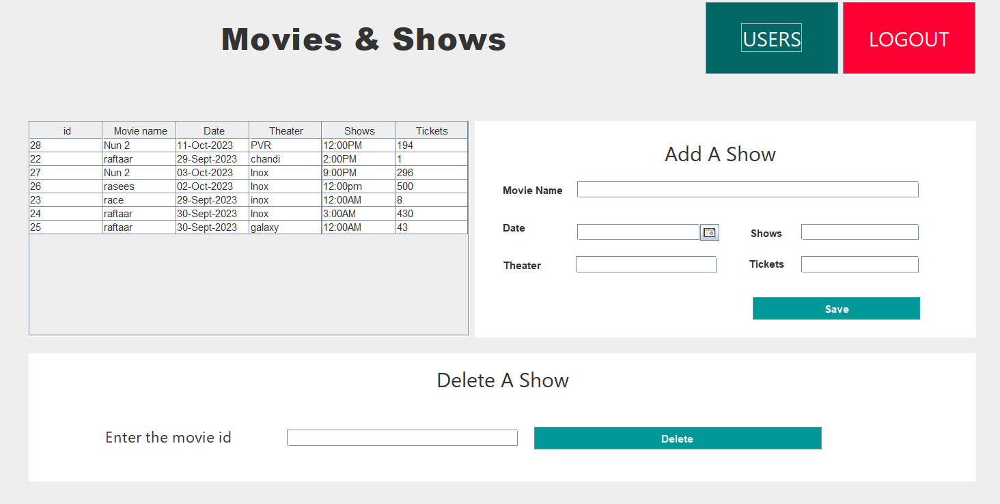 Movies & Shows
USERS
LOGOUT
id Movie name Date Theater Shows Tickets
28 Nun 2 11-Oct-2023 PVR 12:00PM 194
22 raftaar 29-Sept-2023 chandi 2:00PM 1
27 Nun 2 03-Oct-2023 Inox 9:00PM 296
26 rasees 02-Oct-2023 Inox 12:00pm 500
23 race 29-Sept-2023 inox 12:00AM 8
24 raftaar 30-Sept-2023 Inox 3:00AM 430
25 raftaar 30-Sept-2023 galaxy 12:00AM 43
Add A Show
Movie Name
Date
Shows
Theater
Tickets
Save
Delete A Show
Enter the movie id
Delete